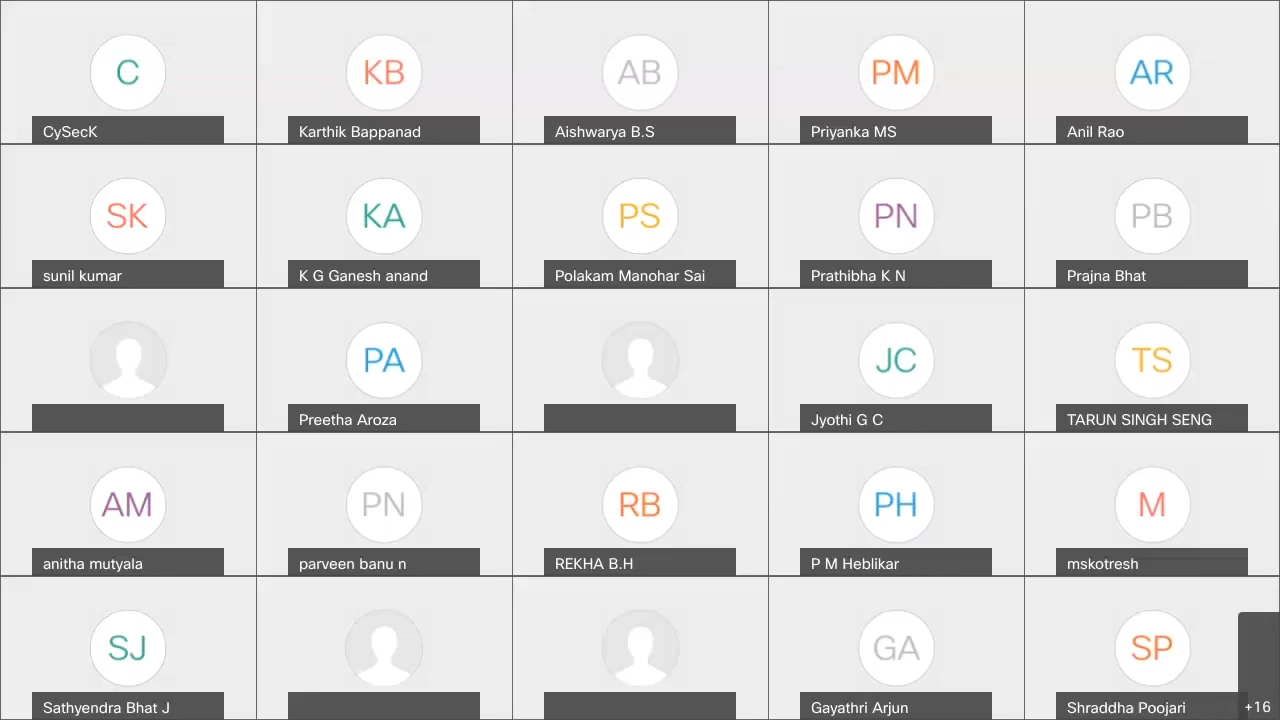 C
KB
AB
PM
AR
CySecK
Karthik Bappanad
Aishwarya B.S
Priyanka MS
Anil Rao
SK
KA
PS
PN
PB
sunil kumar
K G Ganesh anand
Polakam Manohar Sai
Prathibha K N
Prajna Bhat
PA
JC
TS
Preetha Aroza
Jyothi G C
TARUN SINGH SENG
AM
PN
RB
PH
M
anitha mutyala
parveen banu n
REKHA B.H
P M Heblikar
mskotresh
SJ
GA
SP
Sathyendra Bhat J
Gayathri Arjun
Shraddha Poojari
+16